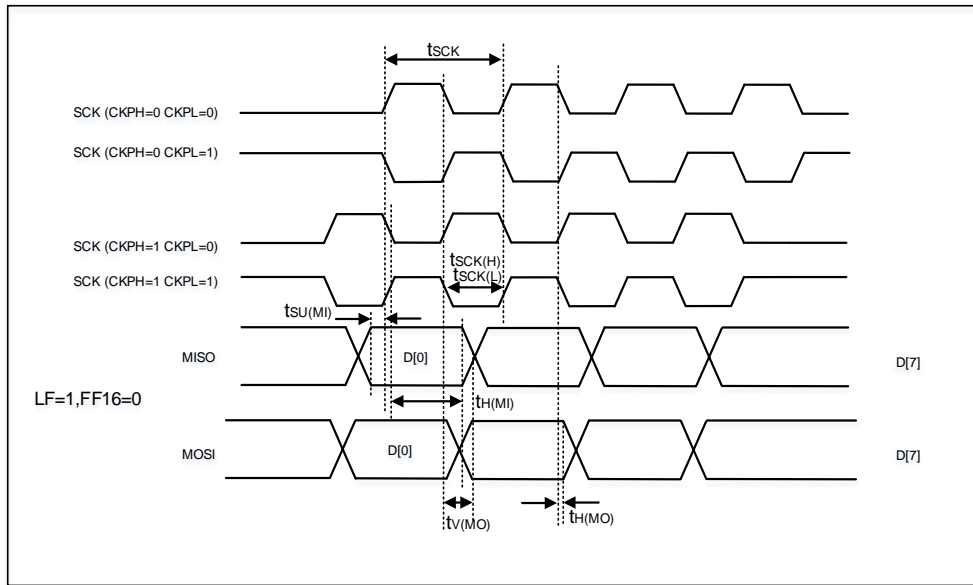 tSCK
SCK (CKPH=0 CKPL=0)
SCK (CKPH=0 CKPL=1)
SCK (CKPH=1 CKPL=0)
tSCK(H)
tSCK(L)
SCK (CKPH=1 CKPL=1)
tSU(MI)
MISO
D[0]
D[7]
LF=1,FF16=0
tH(MI)
MOSI
D[0]
D[7]
tV(MO)
tH(MO)